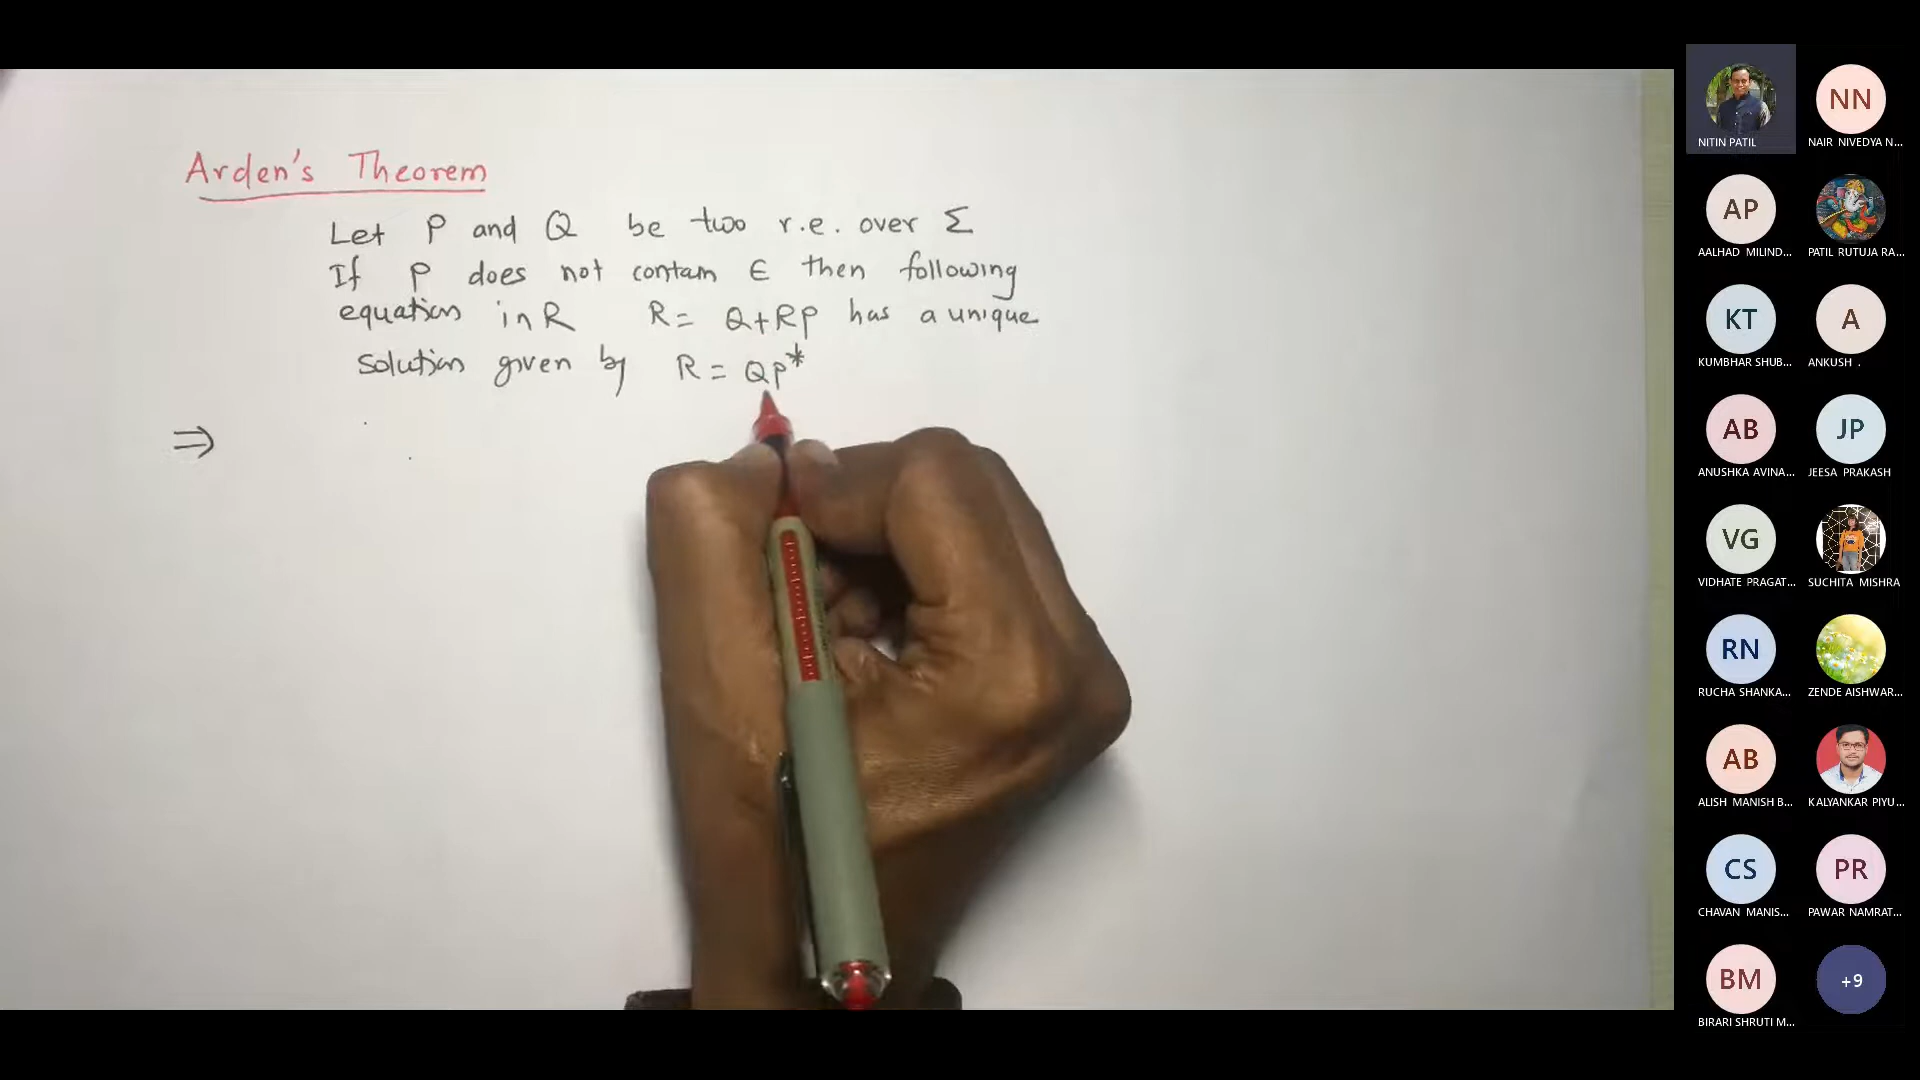 Arden's Theorem
Let P and Q be two r.e. over Σ
If P does not contain ∈ then following
equation in R R = Q+RP has a unique
solution given by R = QP*
⇒
NITIN PATIL
NN
NAIR NIVEDYA N...
AP
AALHAD MILIND...
PATIL RUTUJA RA...
KT
KUMBHAR SHUB...
A
ANKUSH .
AB
ANUSHKA AVINA...
JP
JEESA PRAKASH
VG
VIDHATE PRAGAT...
SUCHITA MISHRA
RN
RUCHA SHANKA...
ZENDE AISHWAR...
AB
ALISH MANISH B...
KALYANKAR PIYU...
CS
CHAVAN MANIS...
PR
PAWAR NAMRAT...
BM
BIRARI SHRUTI M...
+9